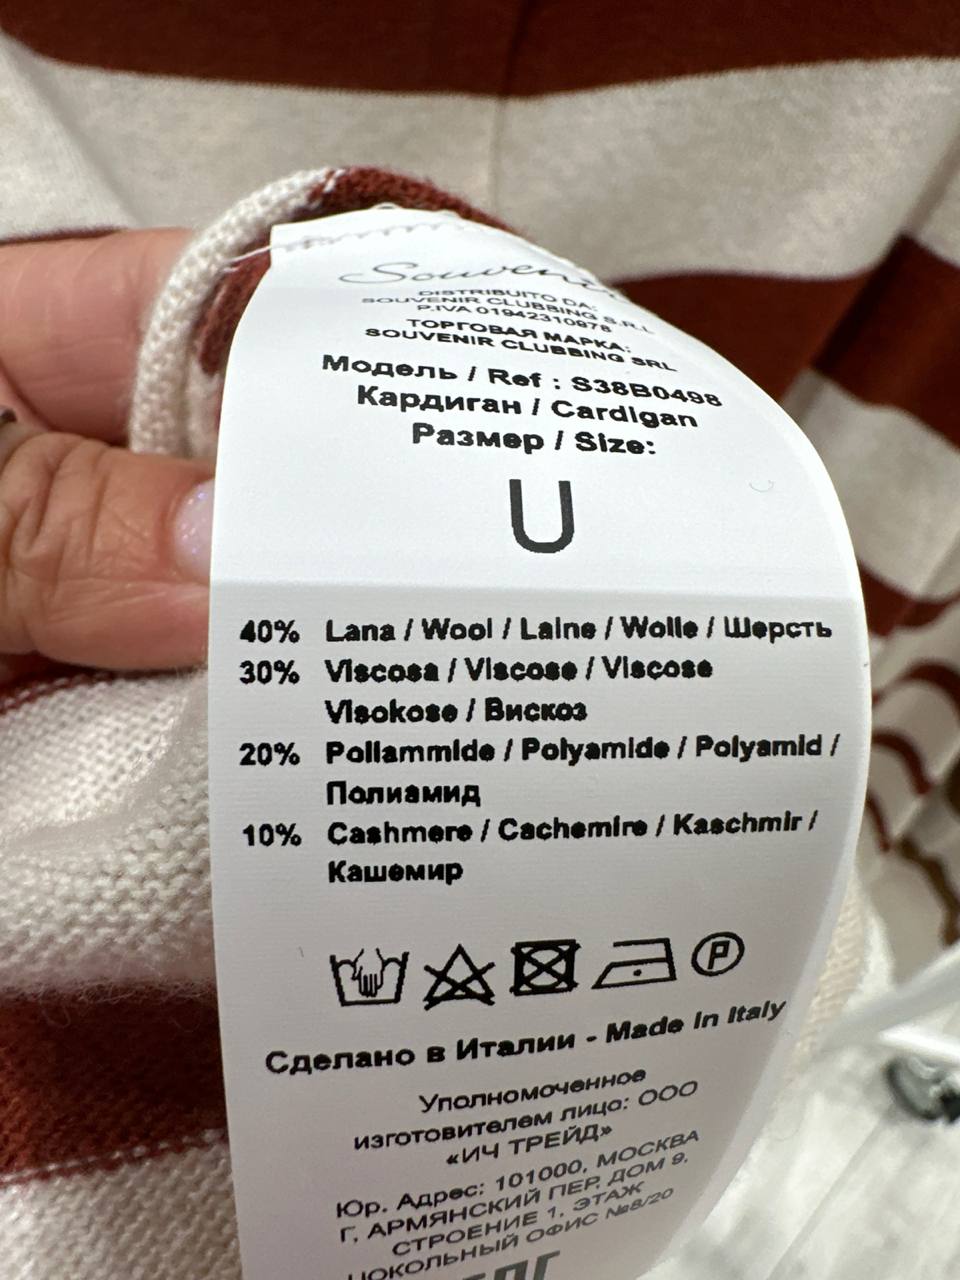 Souvenir
DISTRIBUITO DA:
SOUVENIR CLUBBING S.R.L
P.IVA 01942310978
ТОРГОВАЯ МАРКА:
SOUVENIR CLUBBING SRL
Модель / Ref : S38B0498
Кардиган / Cardigan
Размер / Size:
U
40% Lana / Wool / Laine / Wolle / Шерсть
30% Viscosa / Viscose / Viscose
Visokose / Вискоз
20% Poliammide / Polyamide / Polyamid /
Полиамид
10% Cashmere / Cachemire / Kaschmir /
Кашемир
P
Сделано в Италии - Made in Italy
Уполномоченное
изготовителем лицо: ООО
«ИЧ ТРЕЙД»
Юр. Адрес: 101000, МОСКВА
Г, АРМЯНСКИЙ ПЕР, ДОМ 9,
СТРОЕНИЕ 1, ЭТАЖ
ЦОКОЛЬНЫЙ ОФИС №8/20